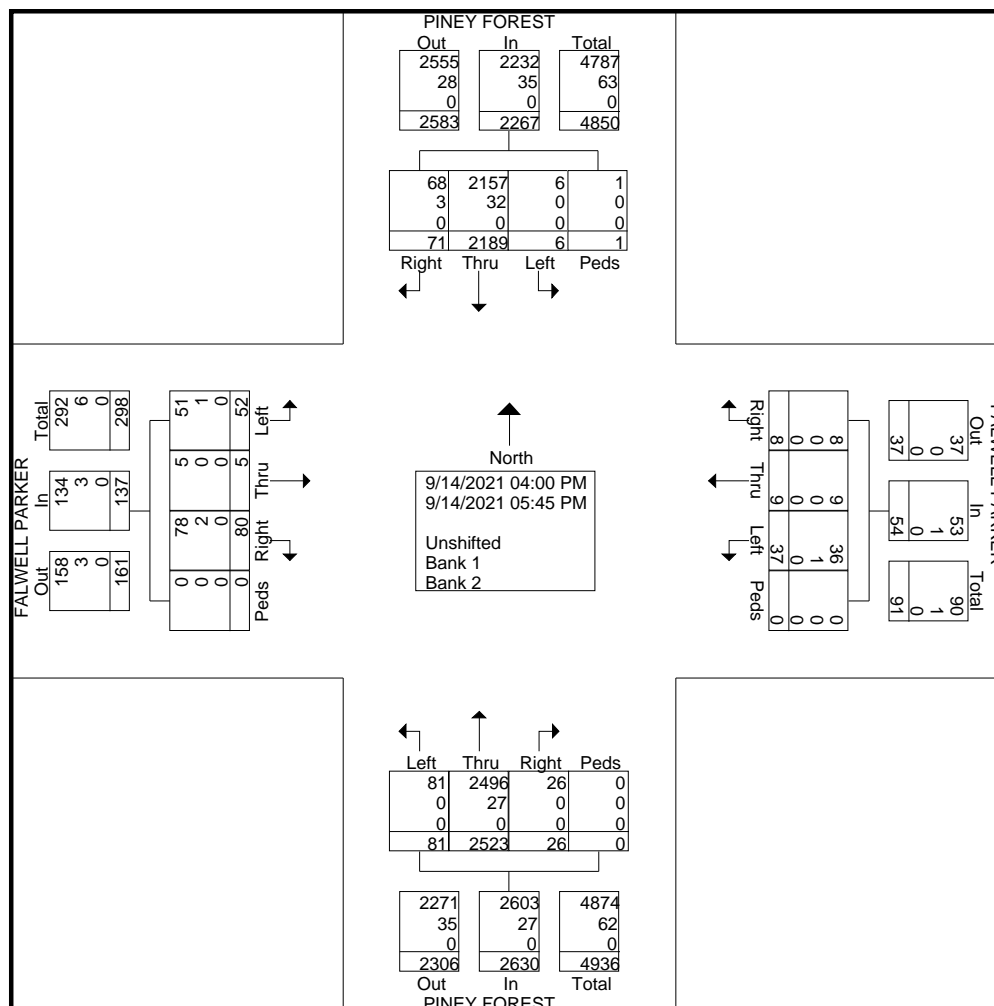 PINEY FOREST
Out In Total
2555 2232 4787
28 35 63
0 0 0
2583 2267 4850
68 2157 6 1
3 32 0 0
0 0 0 0
71 2189 6 1
Right Thru Left Peds
FALWELL PARKER
Total
292 6 0 298
In
134 3 0 137
Out
158 3 0 161
51 1 0 52
Left
5 0 0 5
Thru
78 2 0 80
Right
0 0 0 0
Peds
North
9/14/2021 04:00 PM
9/14/2021 05:45 PM
Unshifted
Bank 1
Bank 2
Right
8 0 0 8
Thru
9 0 0 9
Left
36 1 0 37
Peds
0 0 0 0
Out
37 0 0 37
In
53 1 0 54
Total
90 1 0 91
Left Thru Right Peds
81 2496 26 0
0 27 0 0
0 0 0 0
81 2523 26 0
2271 2603 4874
35 27 62
0 0 0
2306 2630 4936
Out In Total
PINEY FOREST